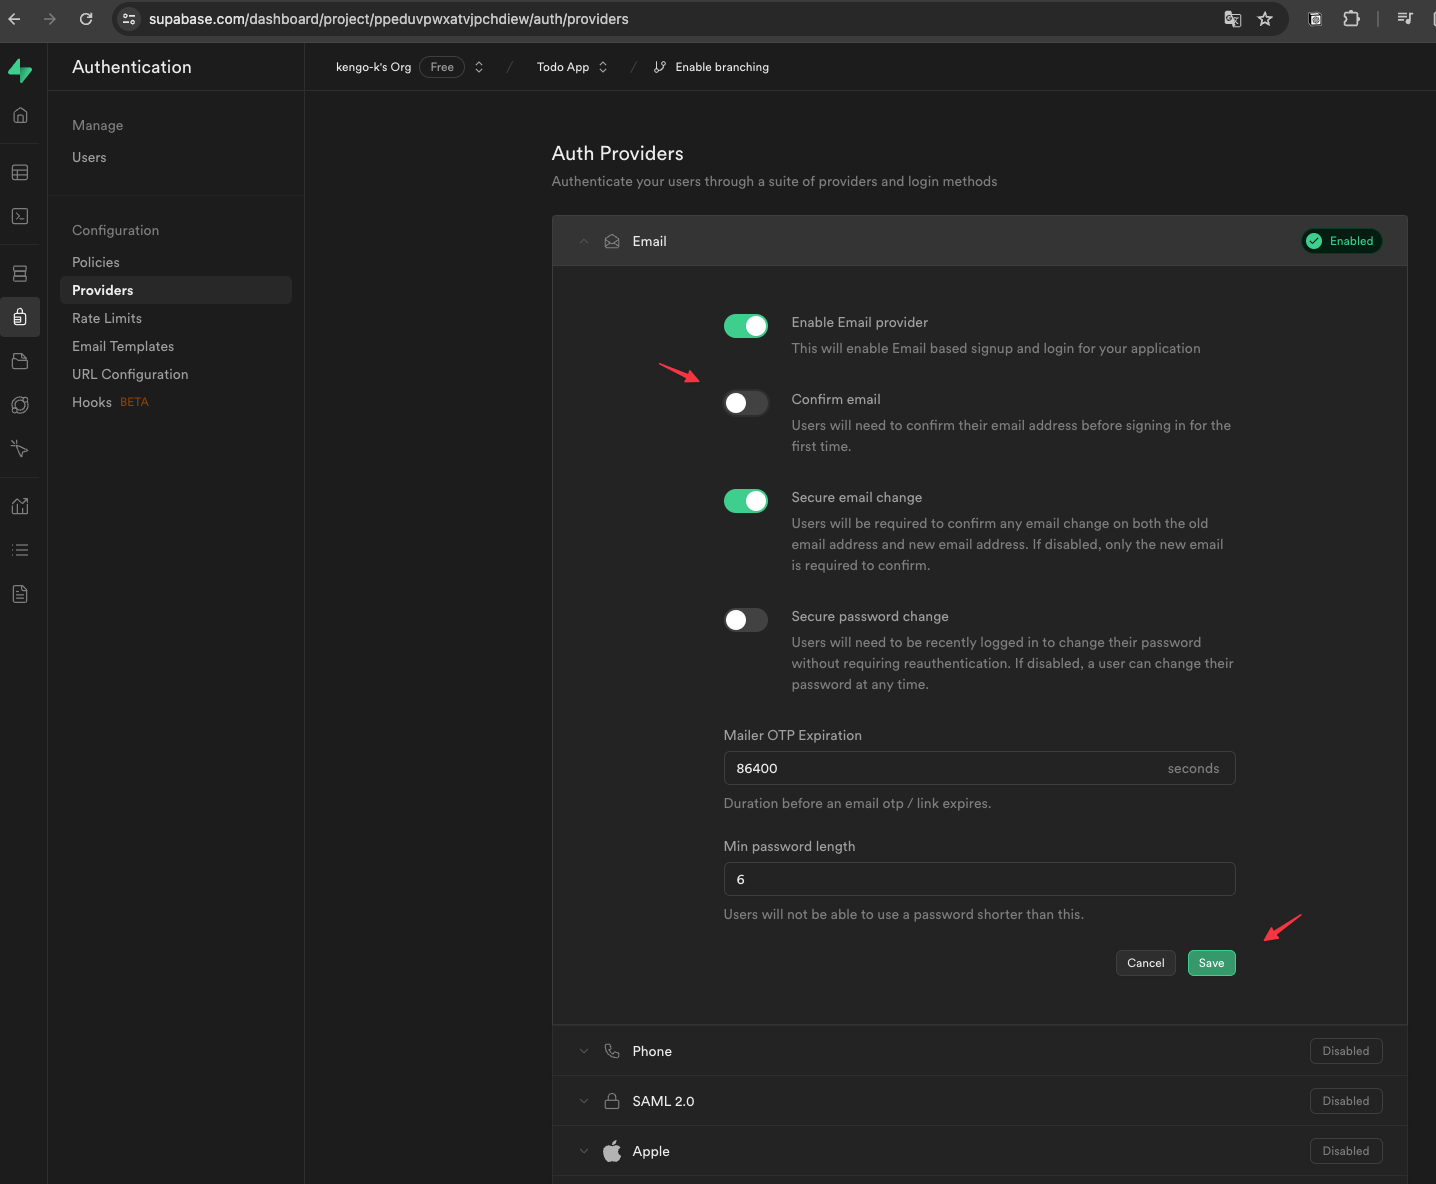 supabase.com/dashboard/project/ppeduvpwxatvjpchdiew/auth/providers
Authentication
kengo-k's Org Free / Todo App / Enable branching
Manage
Users
Configuration
Policies
Providers
Rate Limits
Email Templates
URL Configuration
Hooks BETA
Auth Providers
Authenticate your users through a suite of providers and login methods
Email Enabled
Enable Email provider
This will enable Email based signup and login for your application
Confirm email
Users will need to confirm their email address before signing in for the
first time.
Secure email change
Users will be required to confirm any email change on both the old
email address and new email address. If disabled, only the new email
is required to confirm.
Secure password change
Users will need to be recently logged in to change their password
without requiring reauthentication. If disabled, a user can change their
password at any time.
Mailer OTP Expiration
86400 seconds
Duration before an email otp / link expires.
Min password length
6
Users will not be able to use a password shorter than this.
Cancel Save
Phone Disabled
SAML 2.0 Disabled
Apple Disabled